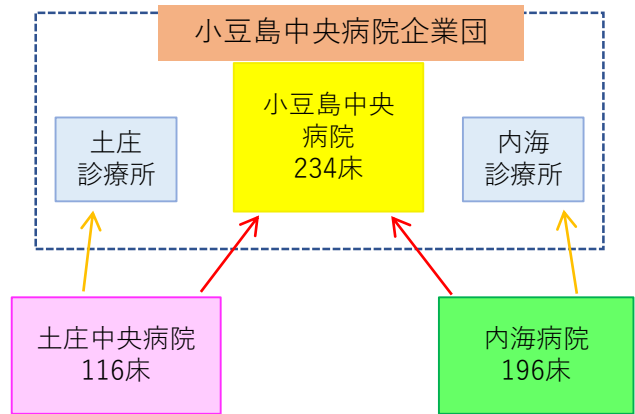 小豆島中央病院企業団
小豆島中央
病院
234床
土庄
診療所
内海
診療所
土庄中央病院
116床
内海病院
196床